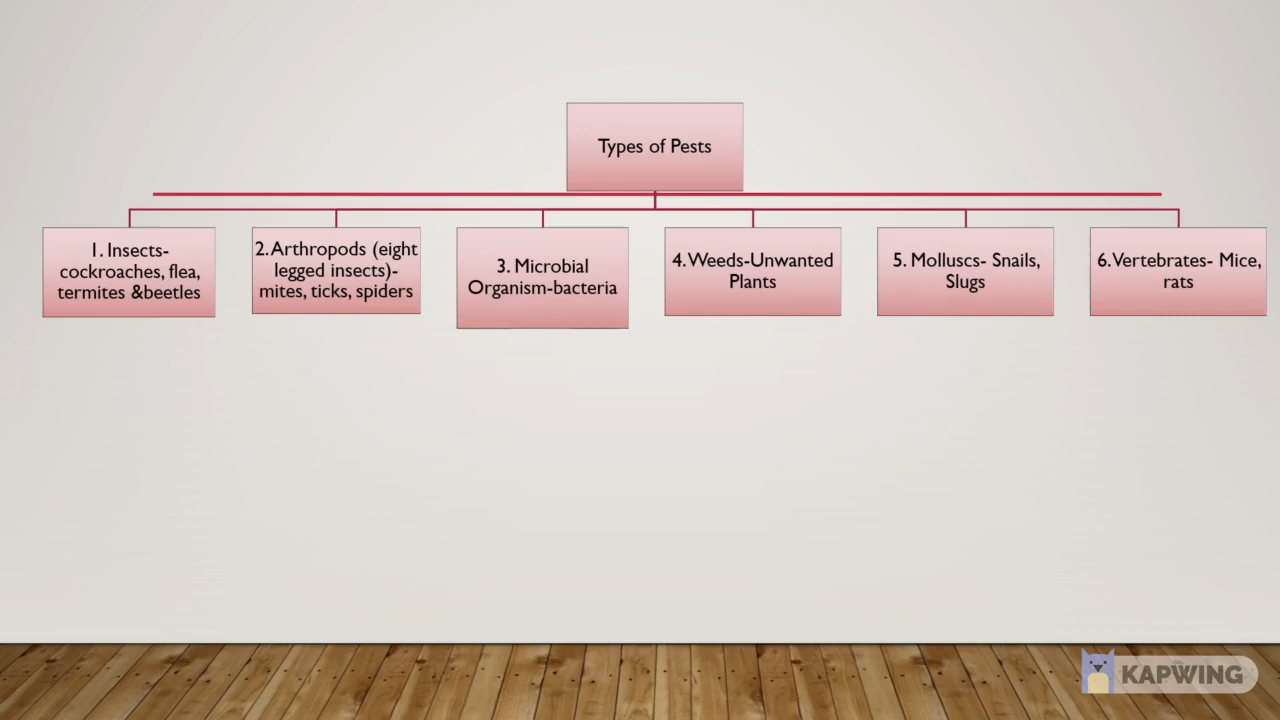 Types of Pests
1. Insects-
cockroaches, flea,
termites &beetles
2. Arthropods (eight
legged insects)-
mites, ticks, spiders
3. Microbial
Organism-bacteria
4. Weeds-Unwanted
Plants
5. Molluscs- Snails,
Slugs
6. Vertebrates- Mice,
rats
KAPWING